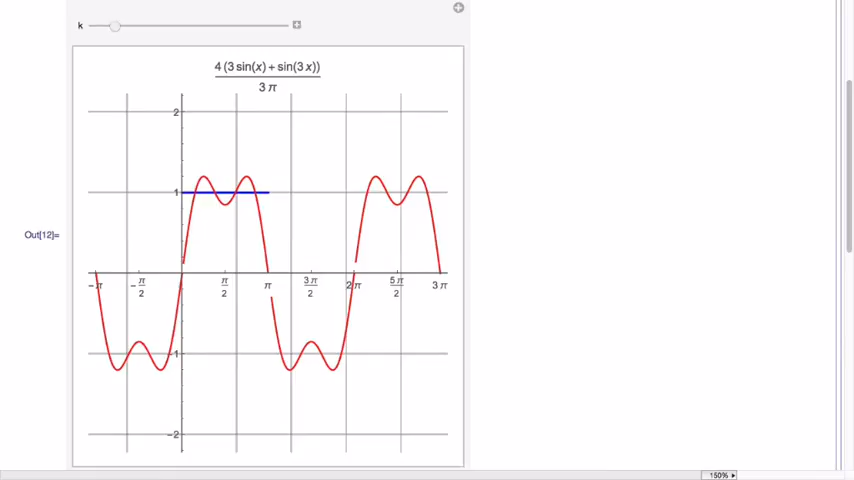 k
4 (3 sin(x) + sin(3 x))
3 π
2
1
Out[12]=
-π
-π/2
π/2
π
3π/2
2π
5π/2
3 π
-1
-2
150%